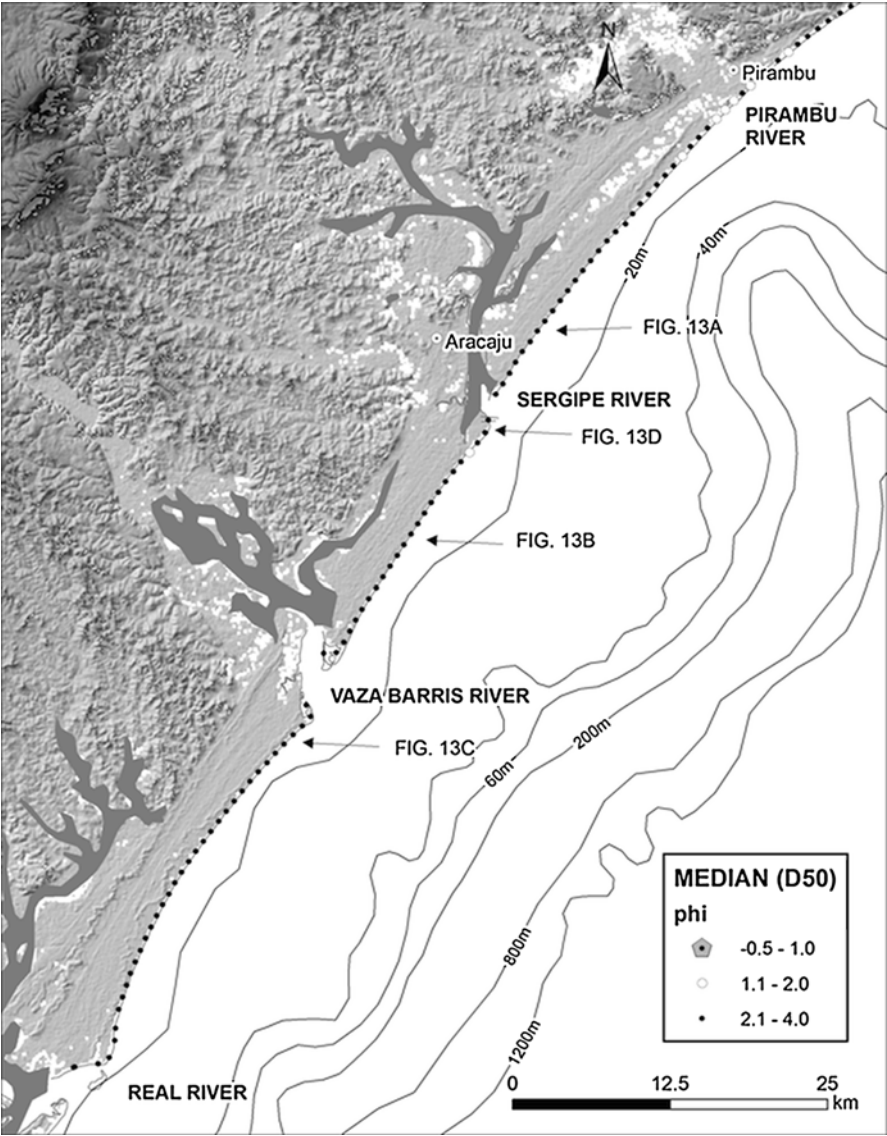 N
Pirambu
PIRAMBU
RIVER
40m
20m
FIG. 13A
Aracaju
SERGIPE RIVER
FIG. 13D
FIG. 13B
VAZA BARRIS RIVER
200m
FIG. 13C
60m
MEDIAN (D50)
phi
-0.5 - 1.0
1.1 - 2.0
2.1 - 4.0
800m
1200m
REAL RIVER
0 12.5 25
km